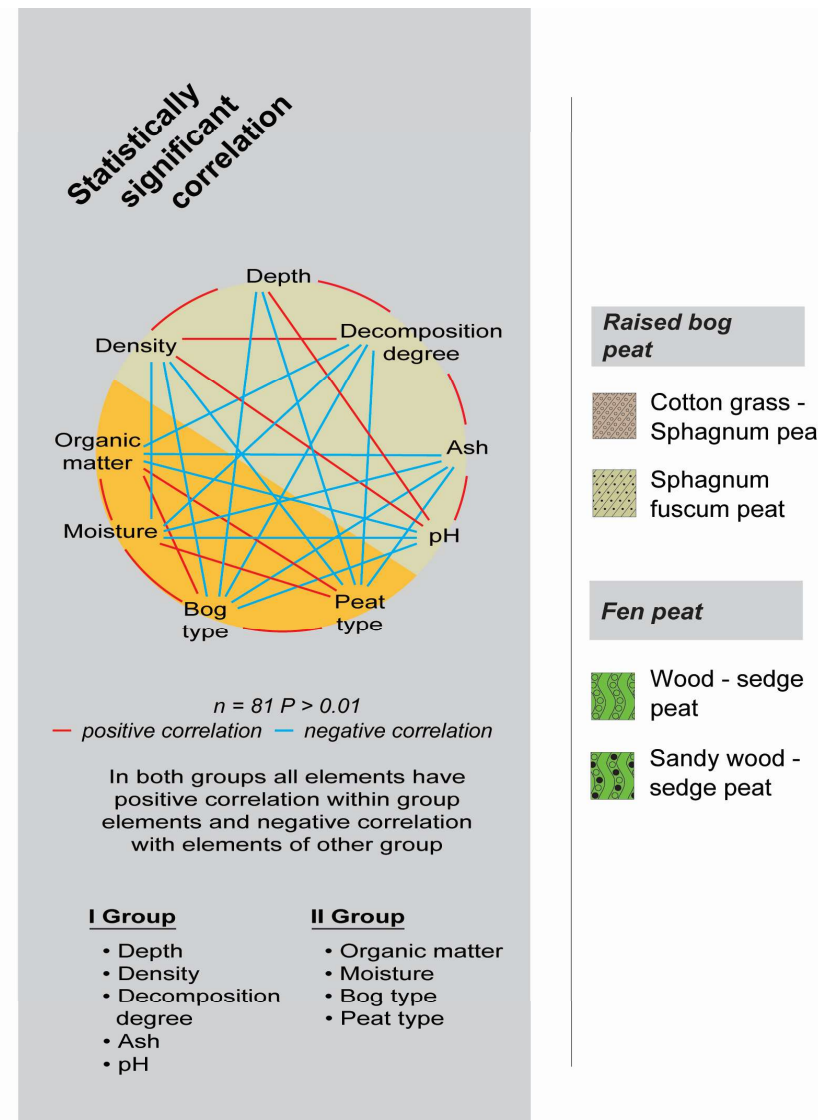 Statistically
significant
correlation
Depth
Decomposition
degree
Density
Organic
matter
Ash
Moisture
pH
Bog
type
Peat
type
n = 81 P > 0.01
positive correlation
negative correlation
In both groups all elements have
positive correlation within group
elements and negative correlation
with elements of other group
I Group
• Depth
• Density
• Decomposition
degree
• Ash
• pH
II Group
• Organic matter
• Moisture
• Bog type
• Peat type
Raised bog
peat
Cotton grass -
Sphagnum pea
Sphagnum
fuscum peat
Fen peat
Wood - sedge
peat
Sandy wood -
sedge peat